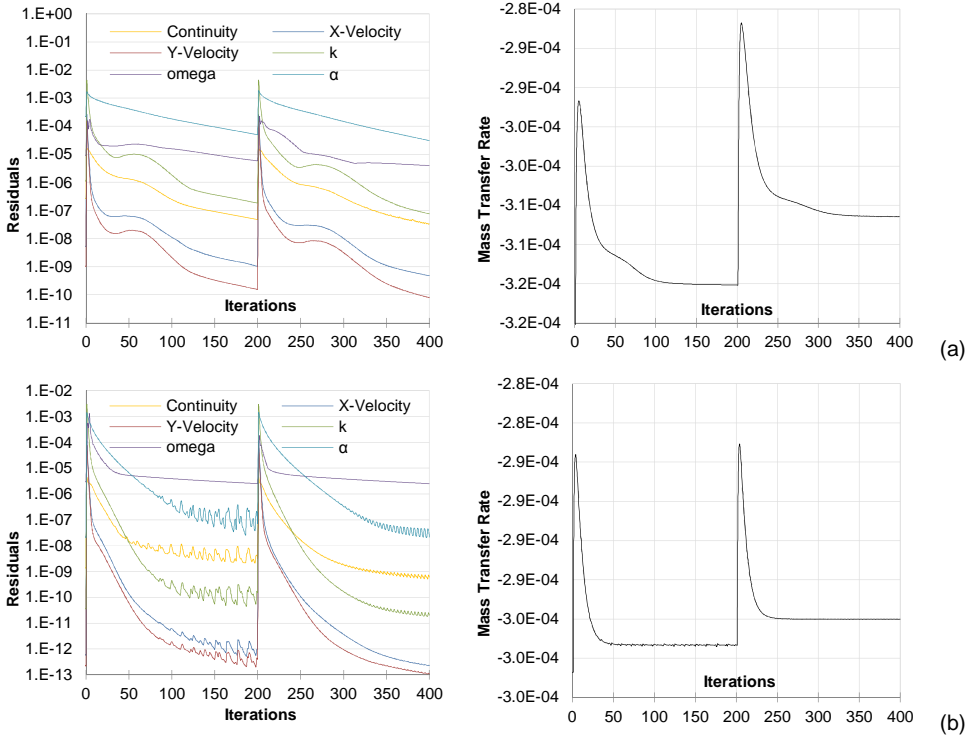 1.E+00
1.E-01
1.E-02
1.E-03
1.E-04
1.E-05
1.E-06
1.E-07
1.E-08
1.E-09
1.E-10
1.E-11
Residuals
Continuity
X-Velocity
Y-Velocity
k
omega
α
Iterations
0 50 100 150 200 250 300 350 400
-2.8E-04
-2.9E-04
-2.9E-04
-3.0E-04
-3.0E-04
-3.1E-04
-3.1E-04
-3.2E-04
-3.2E-04
Mass Transfer Rate
Iterations
0 50 100 150 200 250 300 350 400
(a)
1.E-02
1.E-03
1.E-04
1.E-05
1.E-06
1.E-07
1.E-08
1.E-09
1.E-10
1.E-11
1.E-12
1.E-13
Residuals
Continuity
X-Velocity
Y-Velocity
k
omega
α
0 50 100 150 200 250 300 350 400
Iterations
-2.8E-04
-2.8E-04
-2.9E-04
-2.9E-04
-2.9E-04
-2.9E-04
-3.0E-04
-3.0E-04
-3.0E-04
Mass Transfer Rate
Iterations
0 50 100 150 200 250 300 350 400
(b)